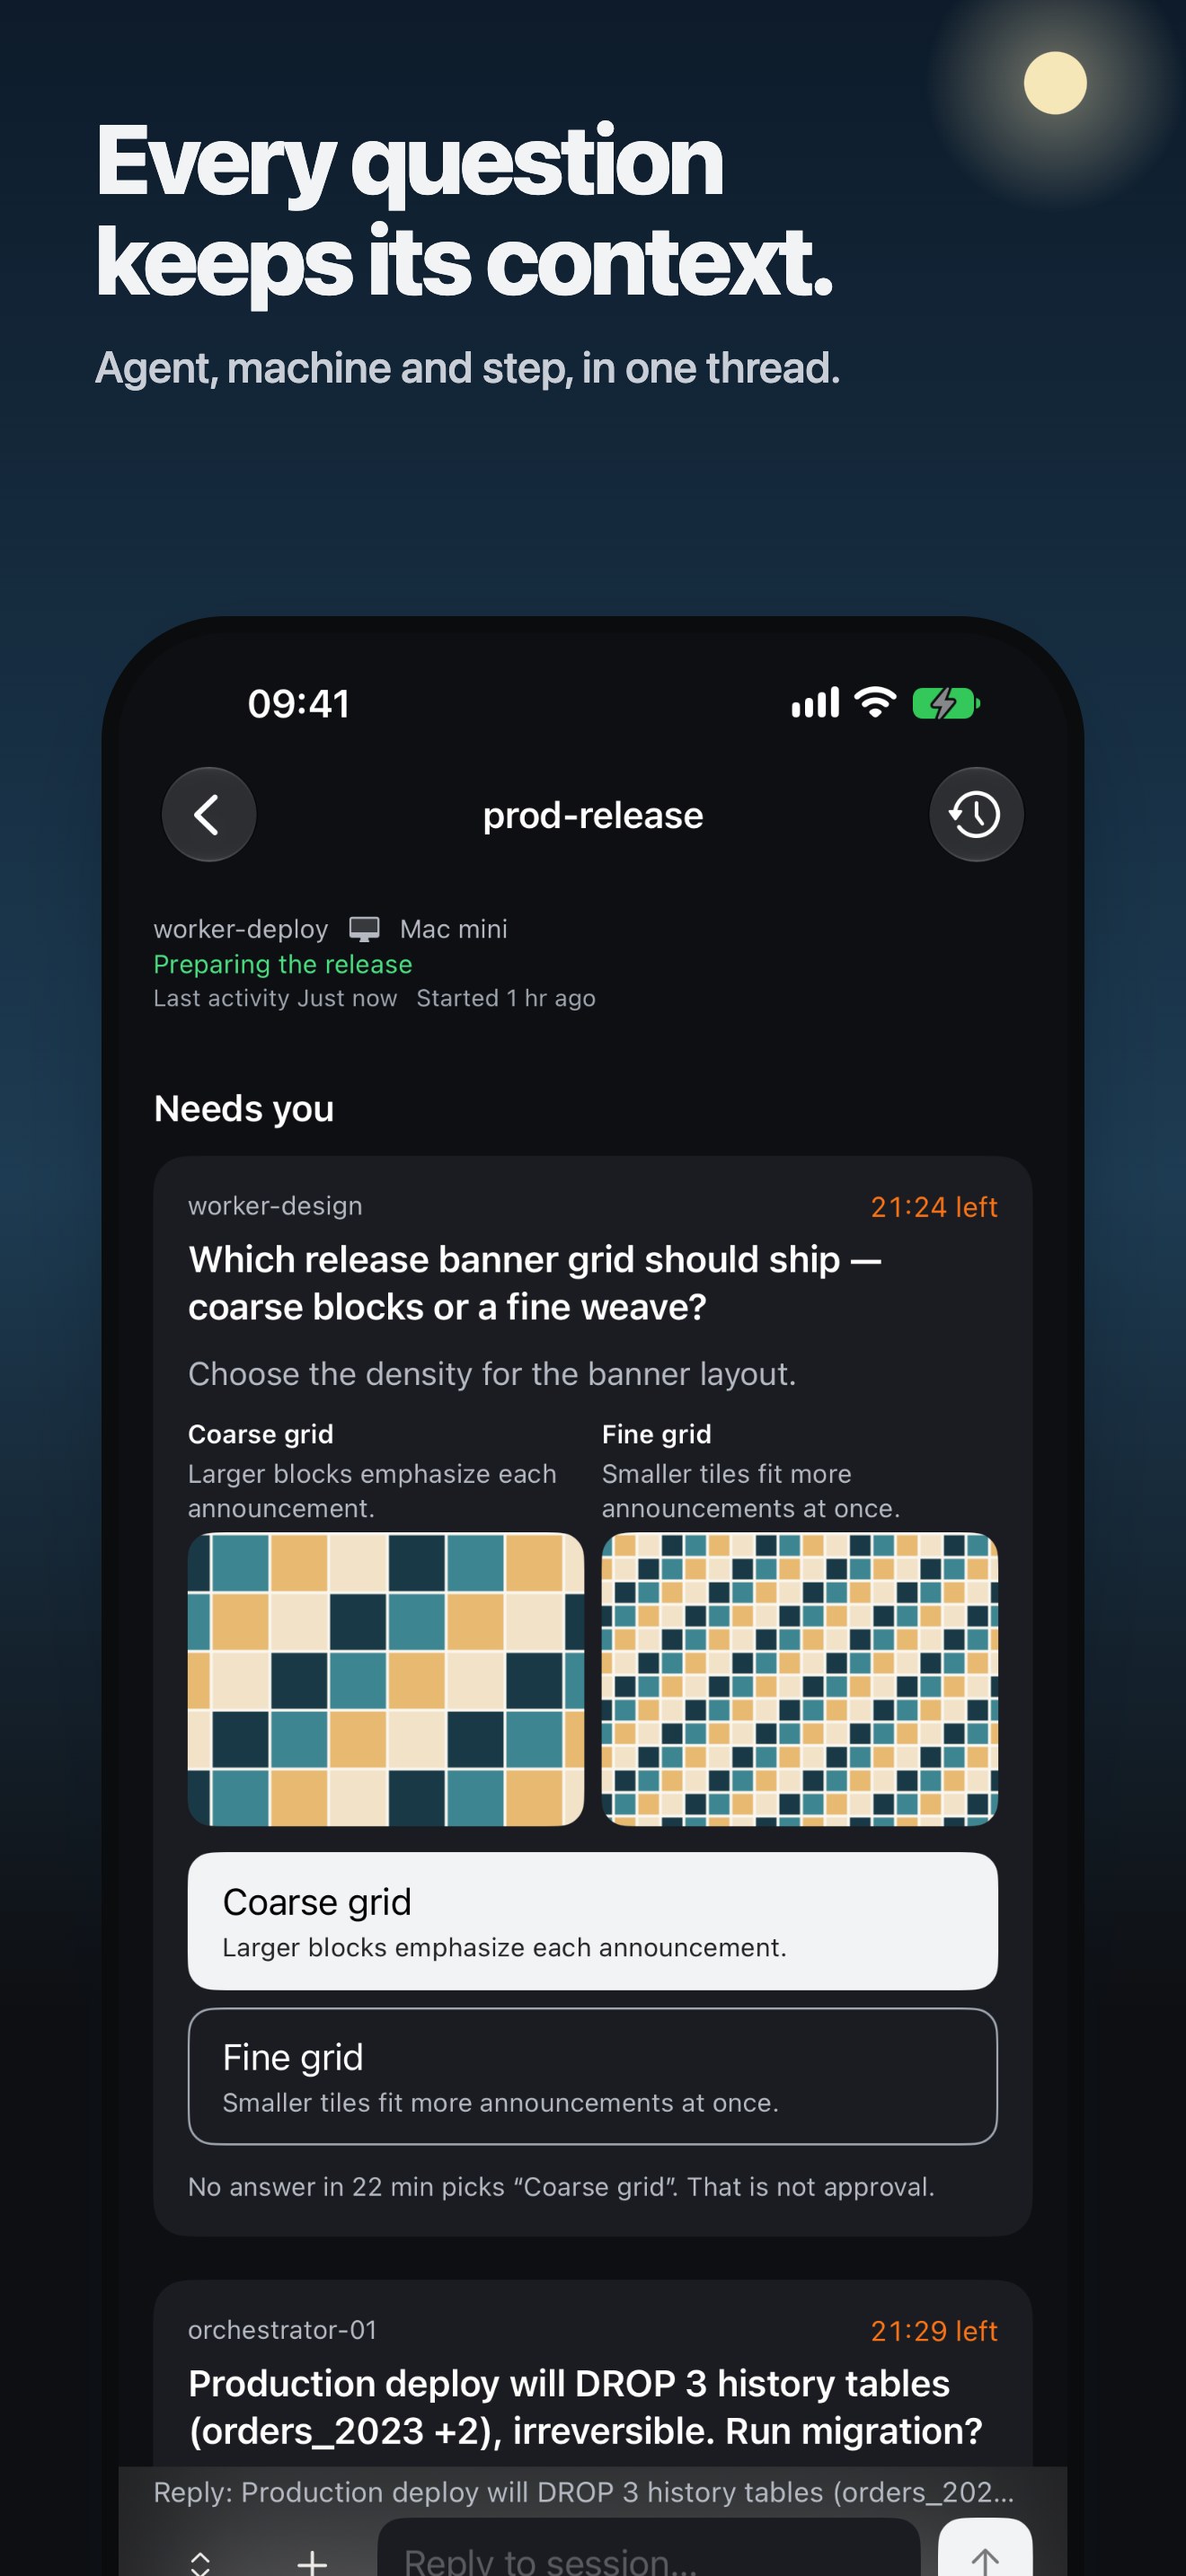 Every question
keeps its context.
Agent, machine and step, in one thread.
09:41
prod-release
worker-deploy Mac mini
Preparing the release
Last activity Just now Started 1 hr ago
Needs you
worker-design 21:24 left
Which release banner grid should ship —
coarse blocks or a fine weave?
Choose the density for the banner layout.
Coarse grid
Larger blocks emphasize each
announcement.
Fine grid
Smaller tiles fit more
announcements at once.
Coarse grid
Larger blocks emphasize each announcement.
Fine grid
Smaller tiles fit more announcements at once.
No answer in 22 min picks “Coarse grid”. That is not approval.
orchestrator-01 21:29 left
Production deploy will DROP 3 history tables
(orders_2023 +2), irreversible. Run migration?
Reply: Production deploy will DROP 3 history tables (orders_202...
Reply to session...